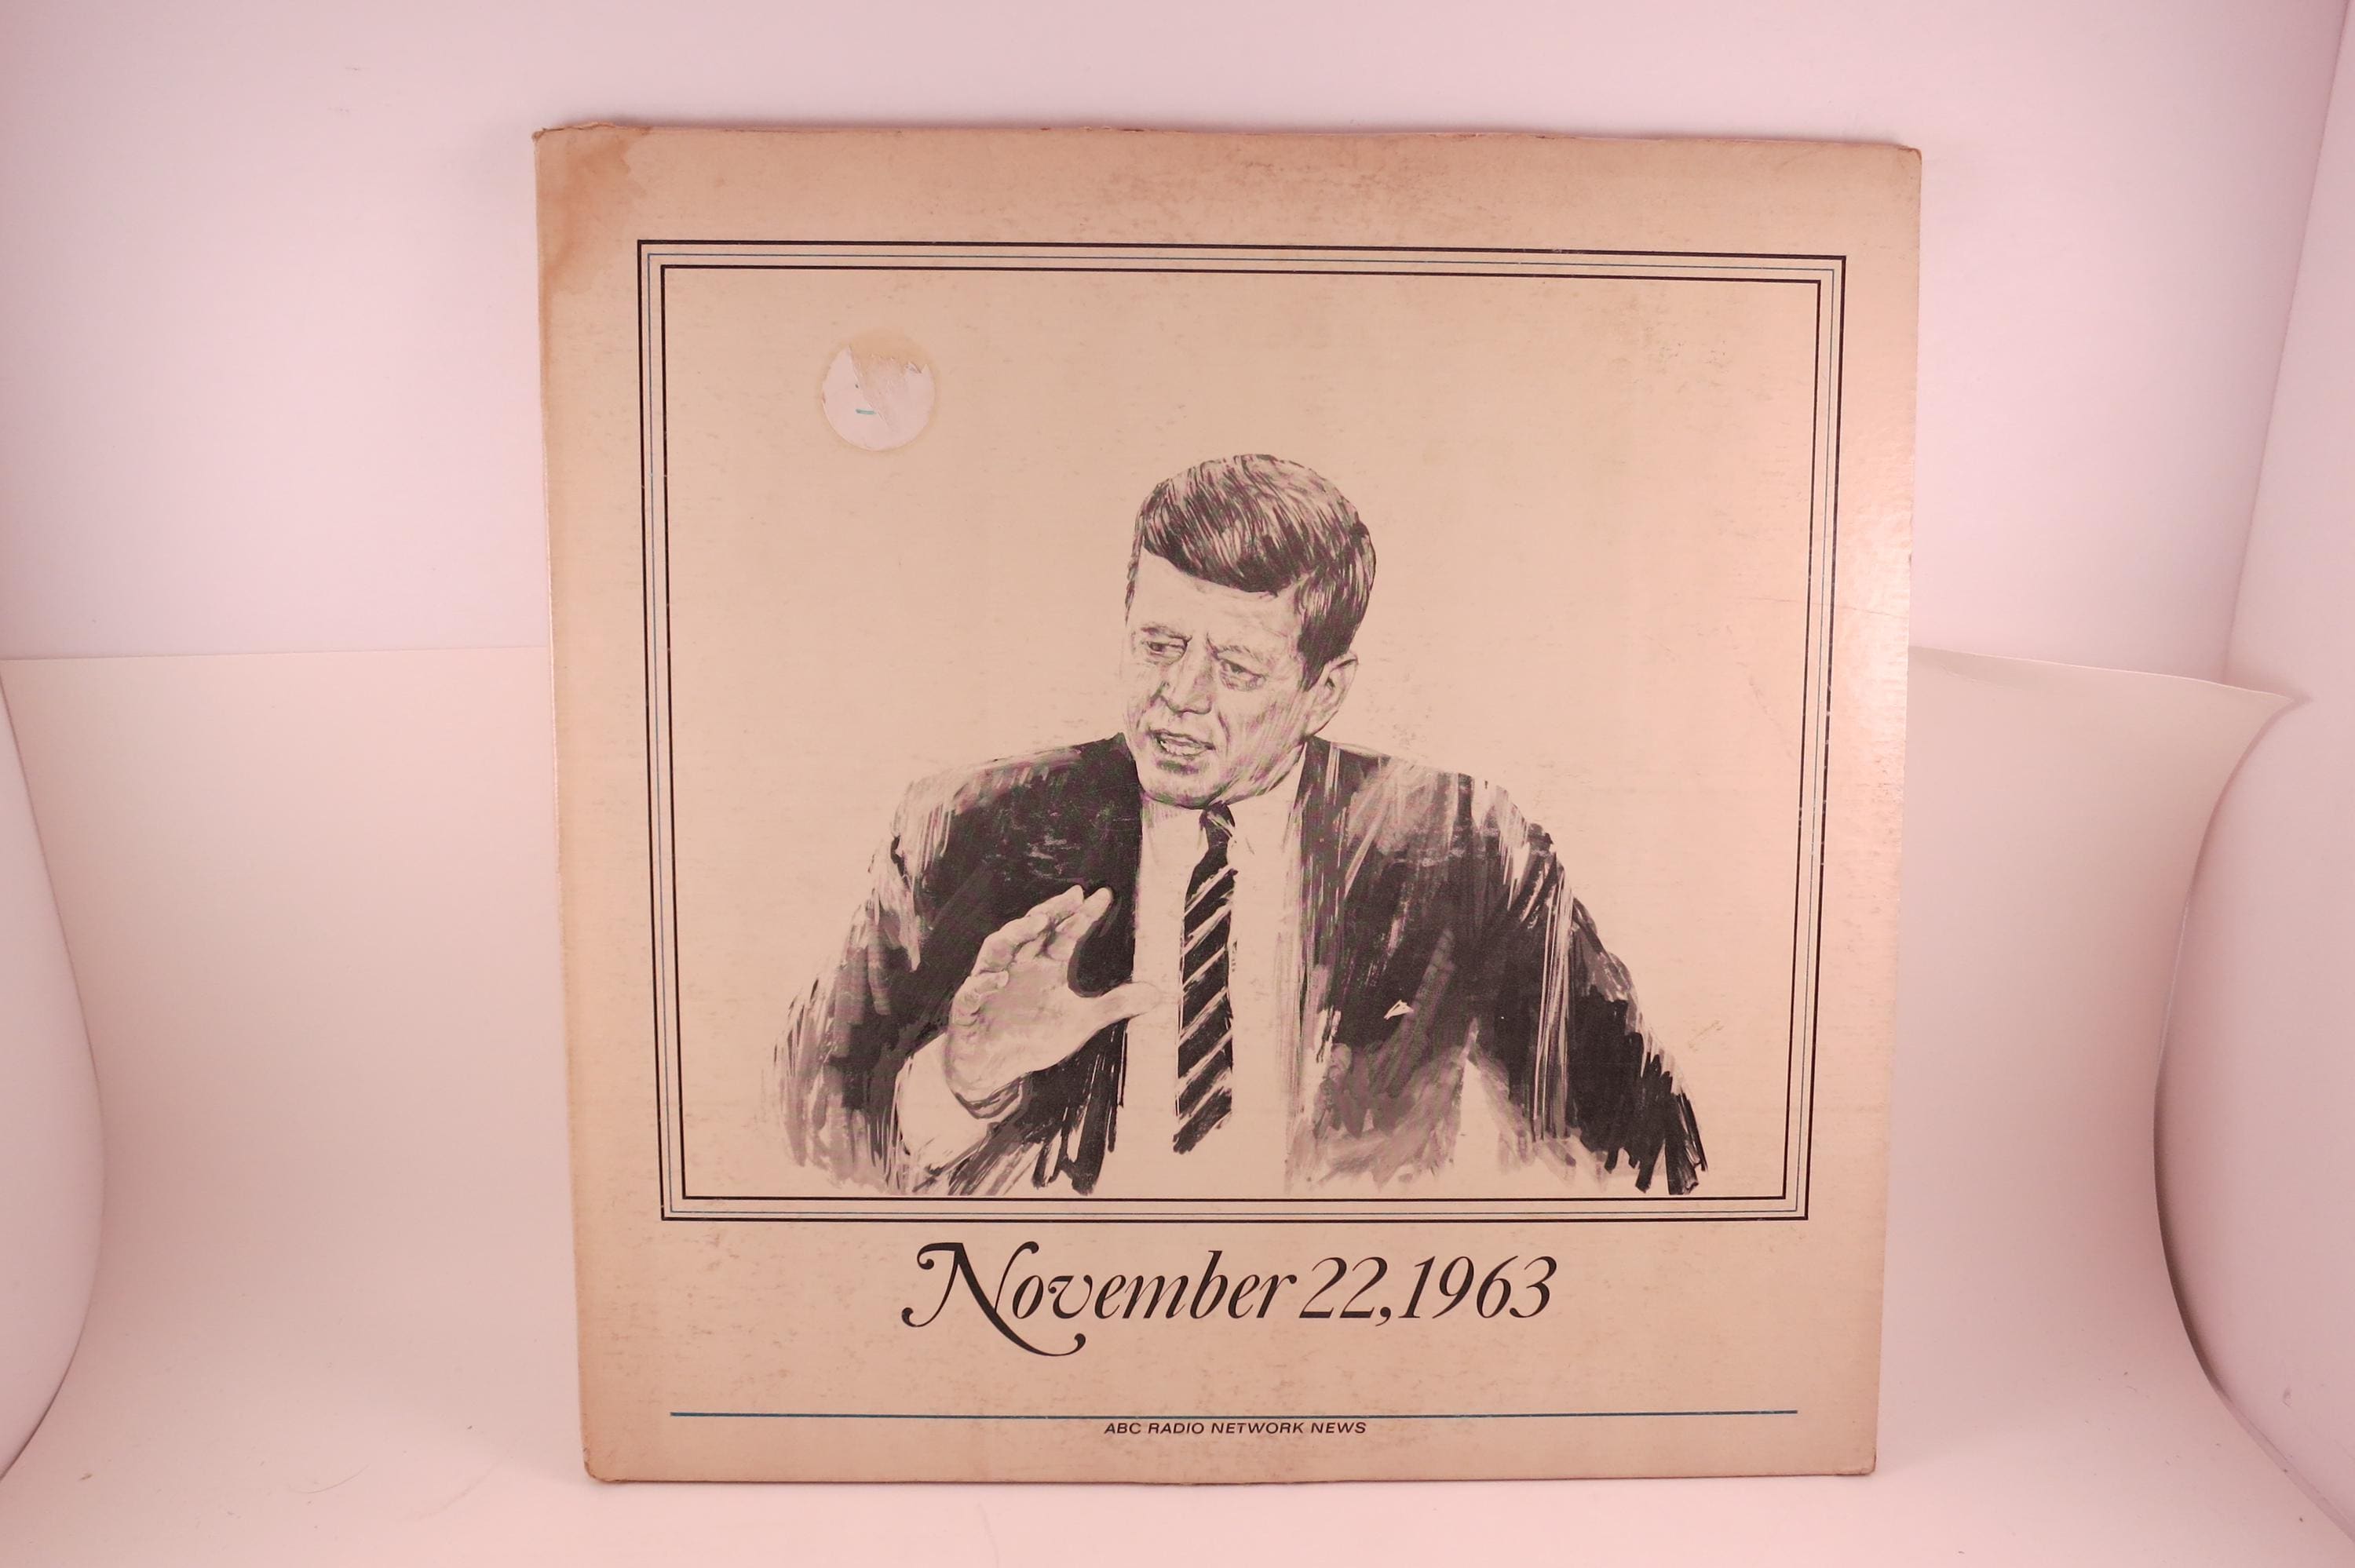 November 22, 1963
ABC RADIO NETWORK NEWS